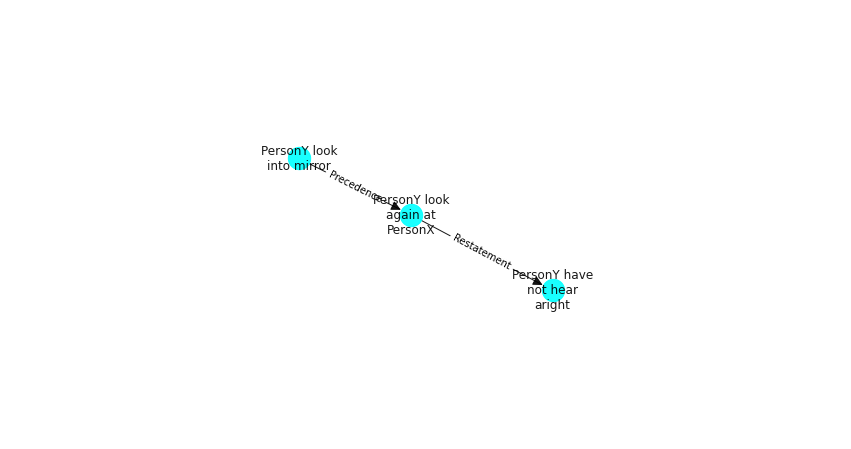 PersonY look
into mirror
Precedence
PersonY look
again at
PersonX
Restatement
PersonY have
not hear
aright